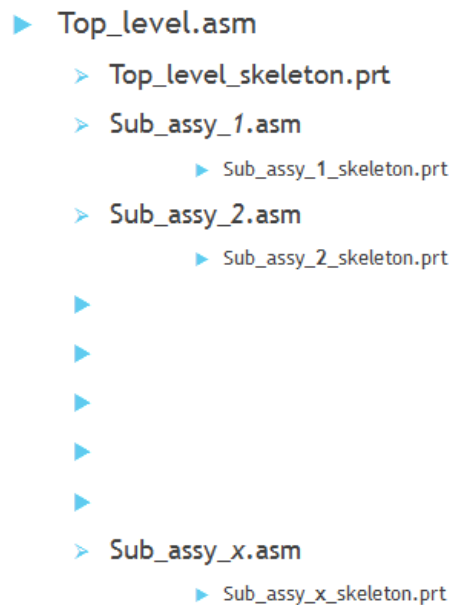 Top_level.asm
Top_level_skeleton.prt
Sub_assy_1.asm
Sub_assy_1_skeleton.prt
Sub_assy_2.asm
Sub_assy_2_skeleton.prt
Sub_assy_x.asm
Sub_assy_x_skeleton.prt